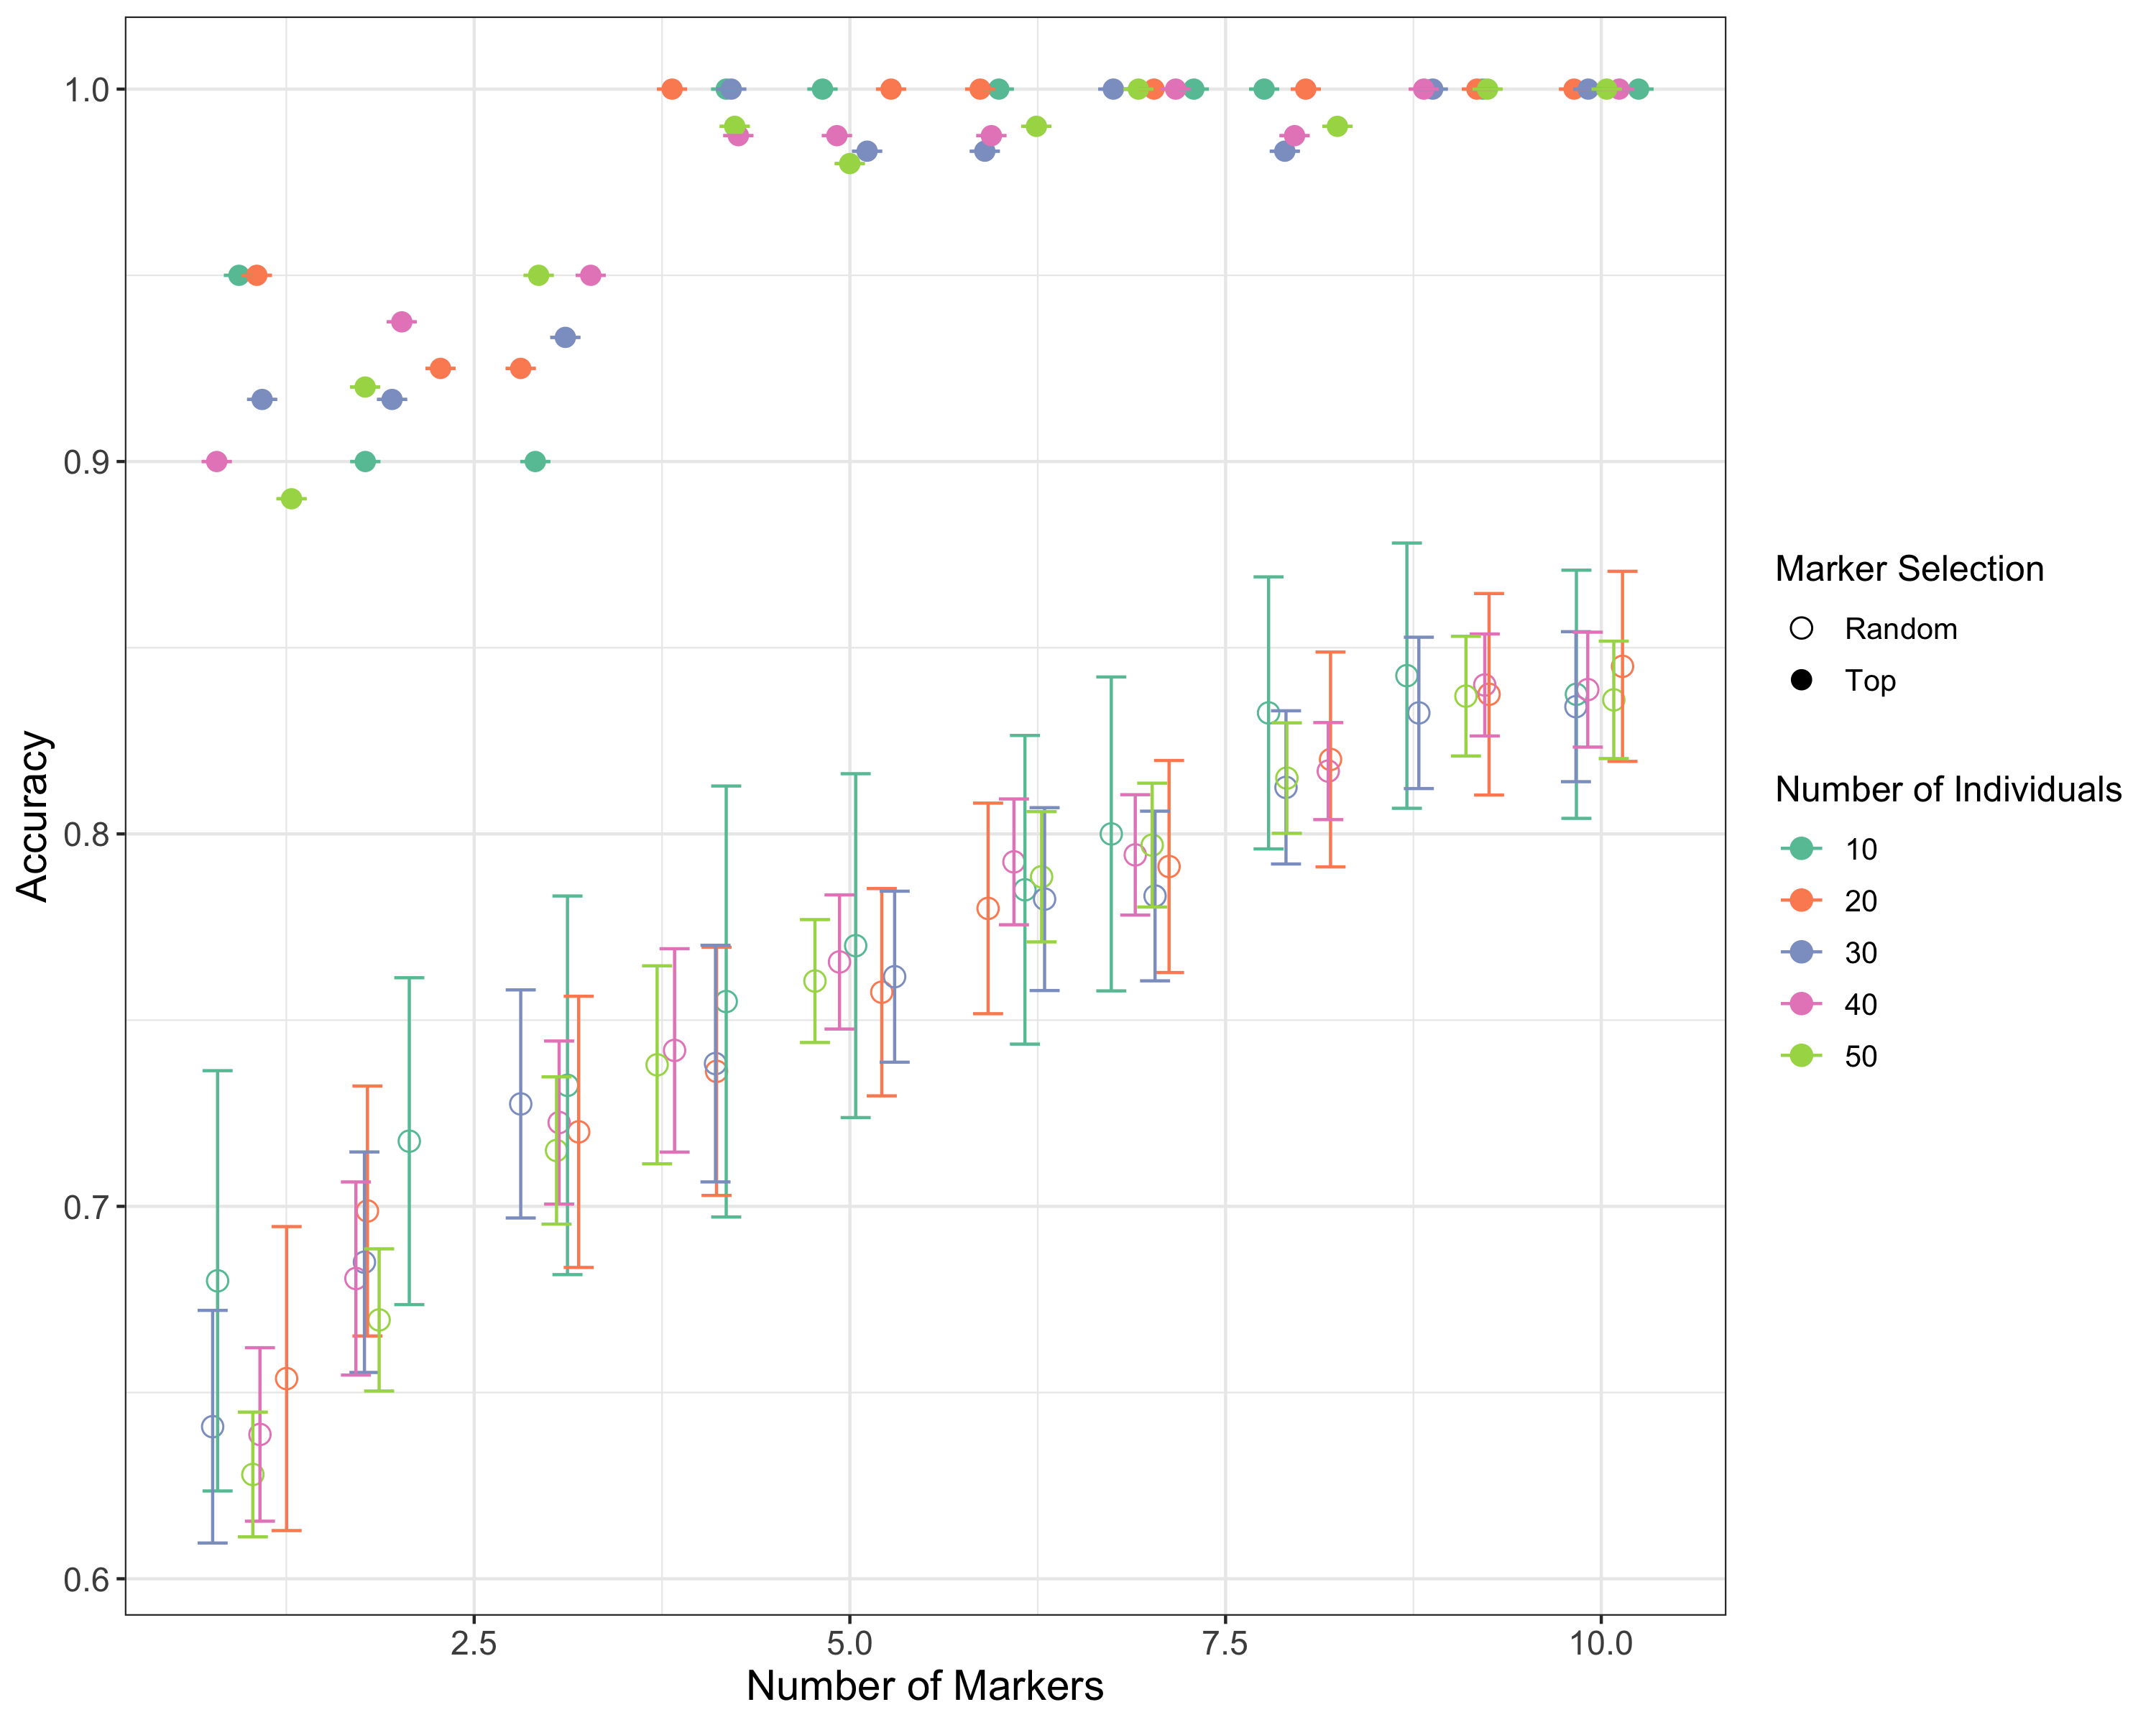 1.0
0.9
0.8
0.7
0.6
Accuracy
2.5 5.0 7.5 10.0
Number of Markers
Marker Selection
Random
Top
Number of Individuals
10
20
30
40
50